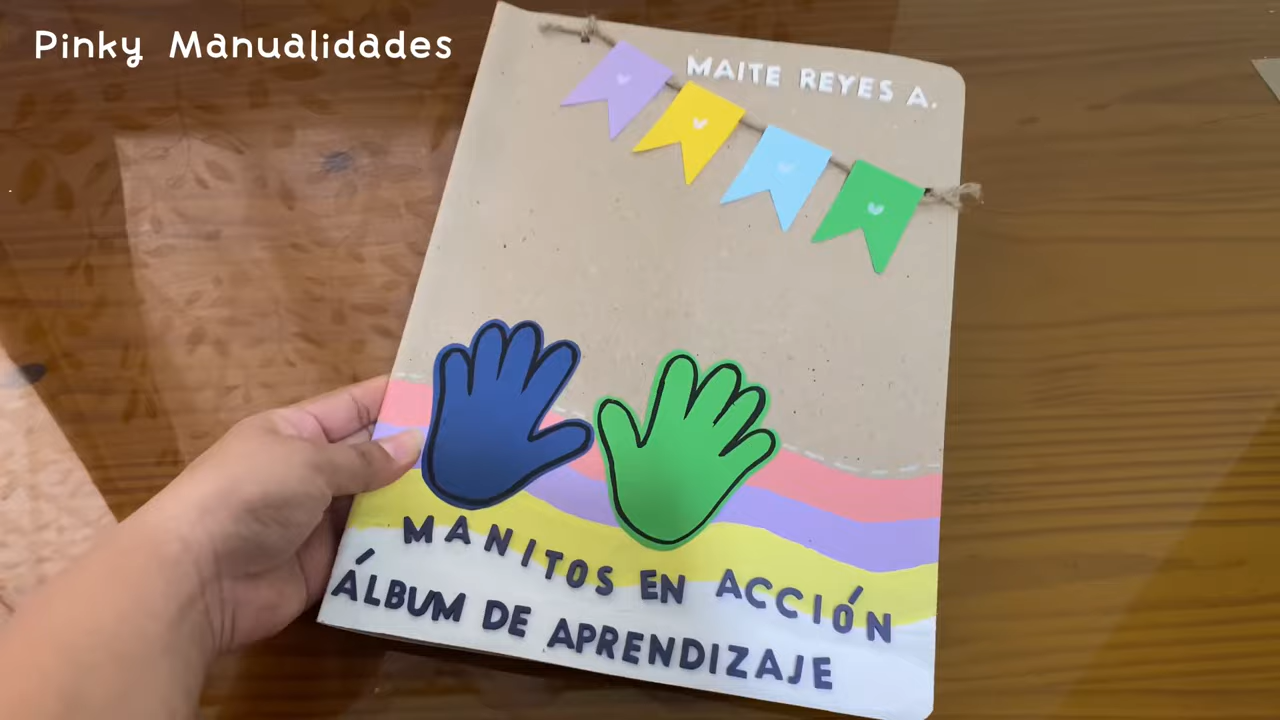 Pinky Manualidades
MAITE REYES A.
MANITOS EN ACCIÓN
ÁLBUM DE APRENDIZAJE